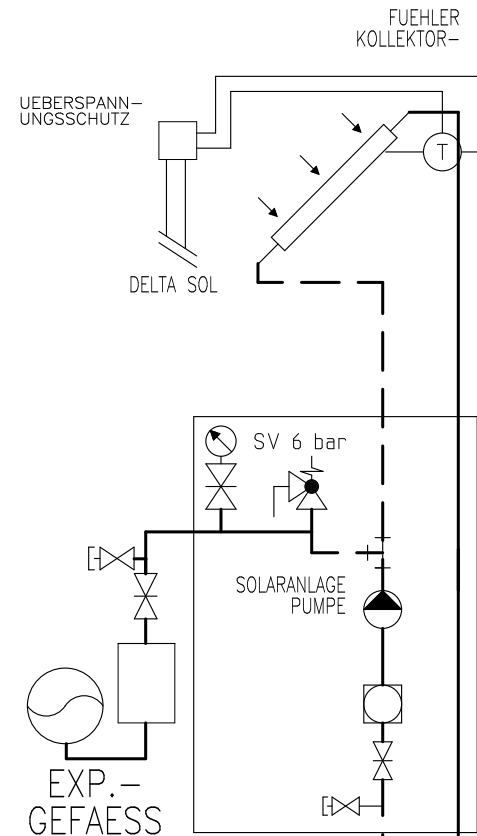 FUEHLER
KOLLEKTOR-
UEBERSPANN-
UNGSSCHUTZ
T
DELTA SOL
SV 6 bar
SOLARANLAGE
PUMPE
EXP.-
GEFAESS